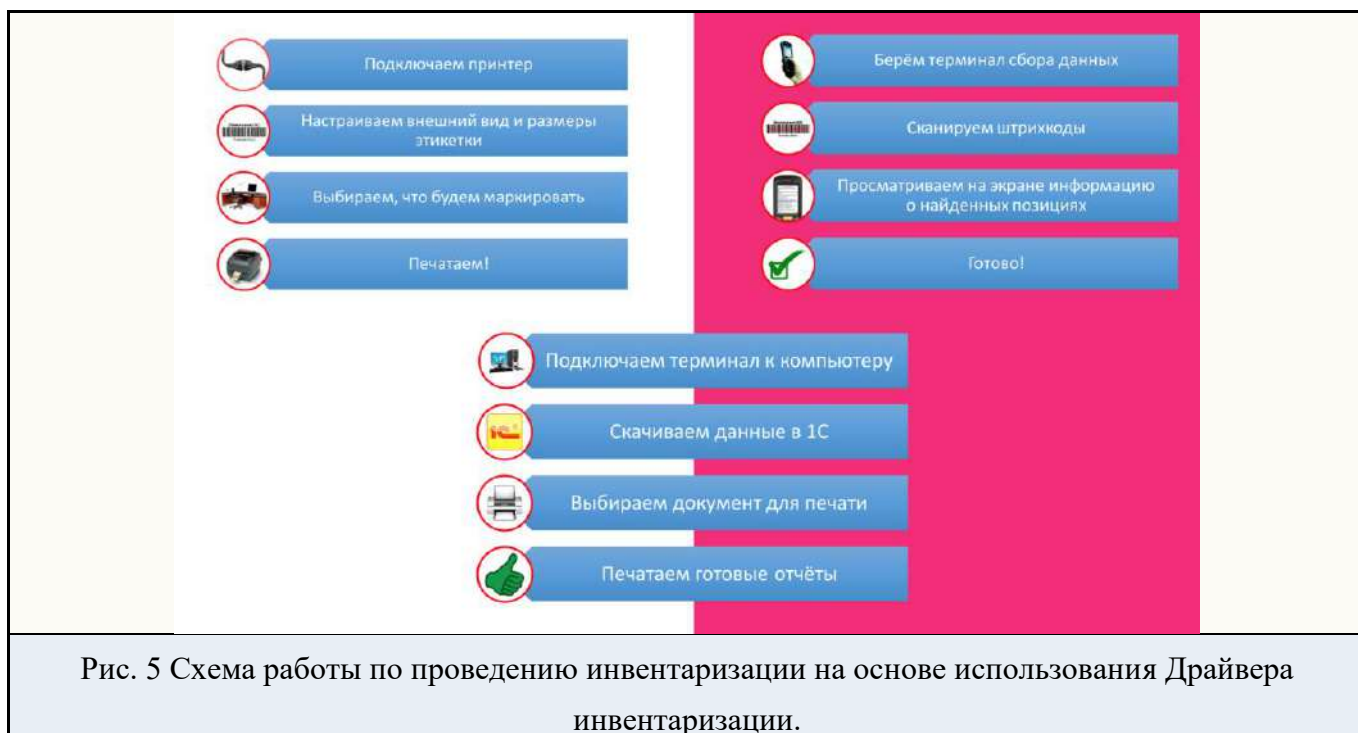 Подключаем принтер
Настраиваем внешний вид и размеры
этикетки
Выбираем, что будем маркировать
Печатаем!
Берём терминал сбора данных
Сканируем штрихкоды
Просматриваем на экране информацию
о найденных позициях
Готово!
Подключаем терминал к компьютеру
1С
Скачиваем данные в 1С
Выбираем документ для печати
Печатаем готовые отчёты
Рис. 5 Схема работы по проведению инвентаризации на основе использования Драйвера
инвентаризации.